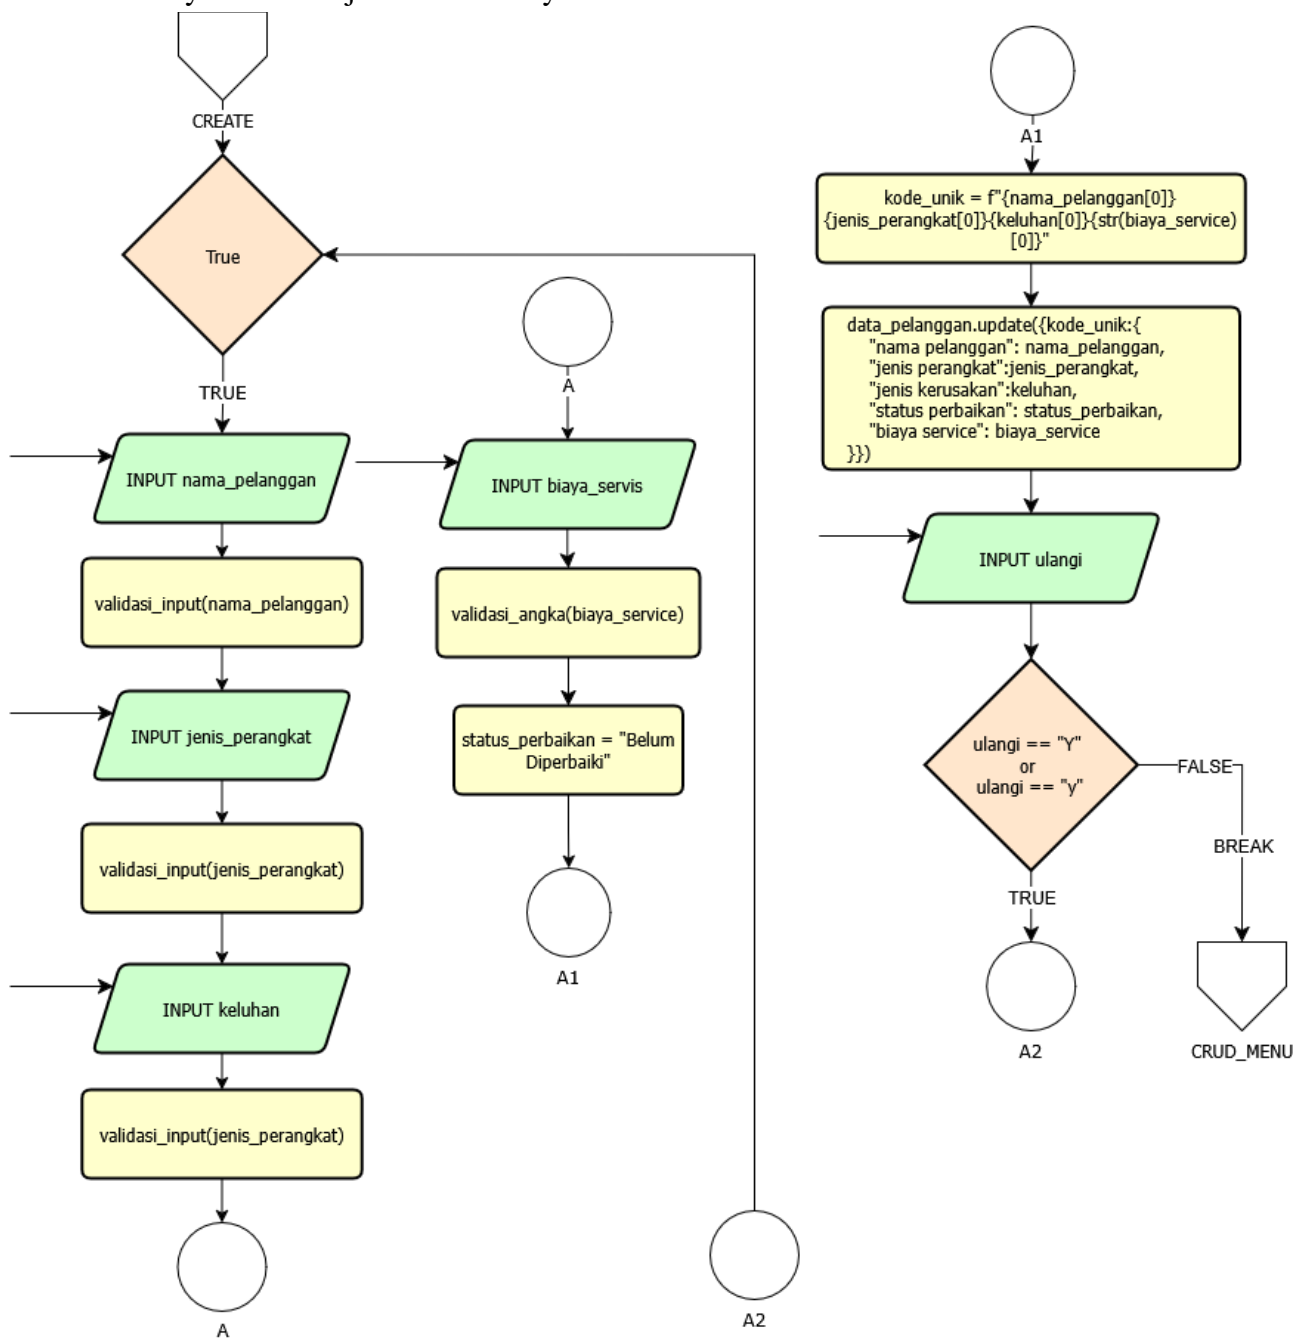 CREATE
True
TRUE
INPUT nama_pelanggan
validasi_input(nama_pelanggan)
INPUT jenis_perangkat
validasi_input(jenis_perangkat)
INPUT keluhan
validasi_input(jenis_perangkat)
A
A
INPUT biaya_servis
validasi_angka(biaya_service)
status_perbaikan = "Belum
Diperbaiki"
A1
A2
A1
kode_unik = f"{nama_pelanggan[0]}
{jenis_perangkat[0]}{keluhan[0]}{str(biaya_service)
[0]}"
data_pelanggan.update({kode_unik:{
"nama pelanggan": nama_pelanggan,
"jenis perangkat":jenis_perangkat,
"jenis kerusakan":keluhan,
"status perbaikan": status_perbaikan,
"biaya service": biaya_service
}})
INPUT ulangi
ulangi == "Y"
or
ulangi == "y"
FALSE
BREAK
TRUE
A2
CRUD_MENU